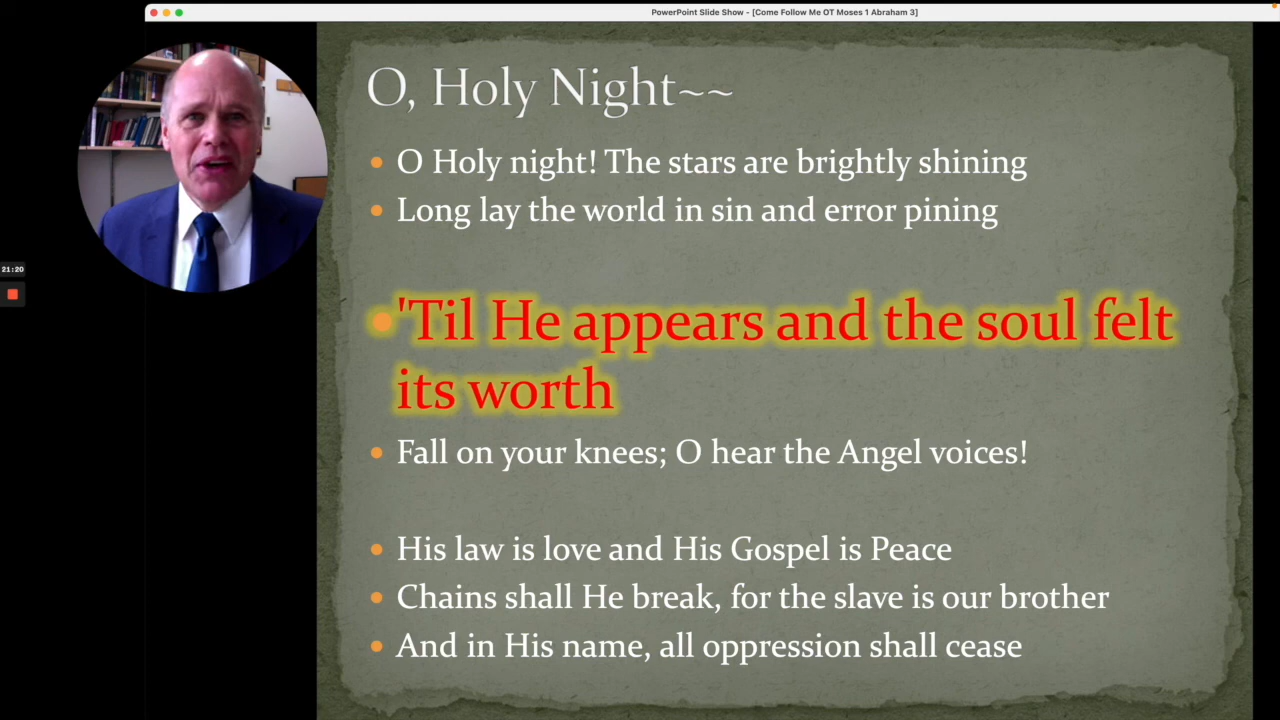 PowerPoint Slide Show - [Come Follow Me OT Moses 1 Abraham 3]
O, Holy Night~~
O Holy night! The stars are brightly shining
Long lay the world in sin and error pining
'Til He appears and the soul felt
its worth
Fall on your knees; O hear the Angel voices!
His law is love and His Gospel is Peace
Chains shall He break, for the slave is our brother
And in His name, all oppression shall cease
21:20